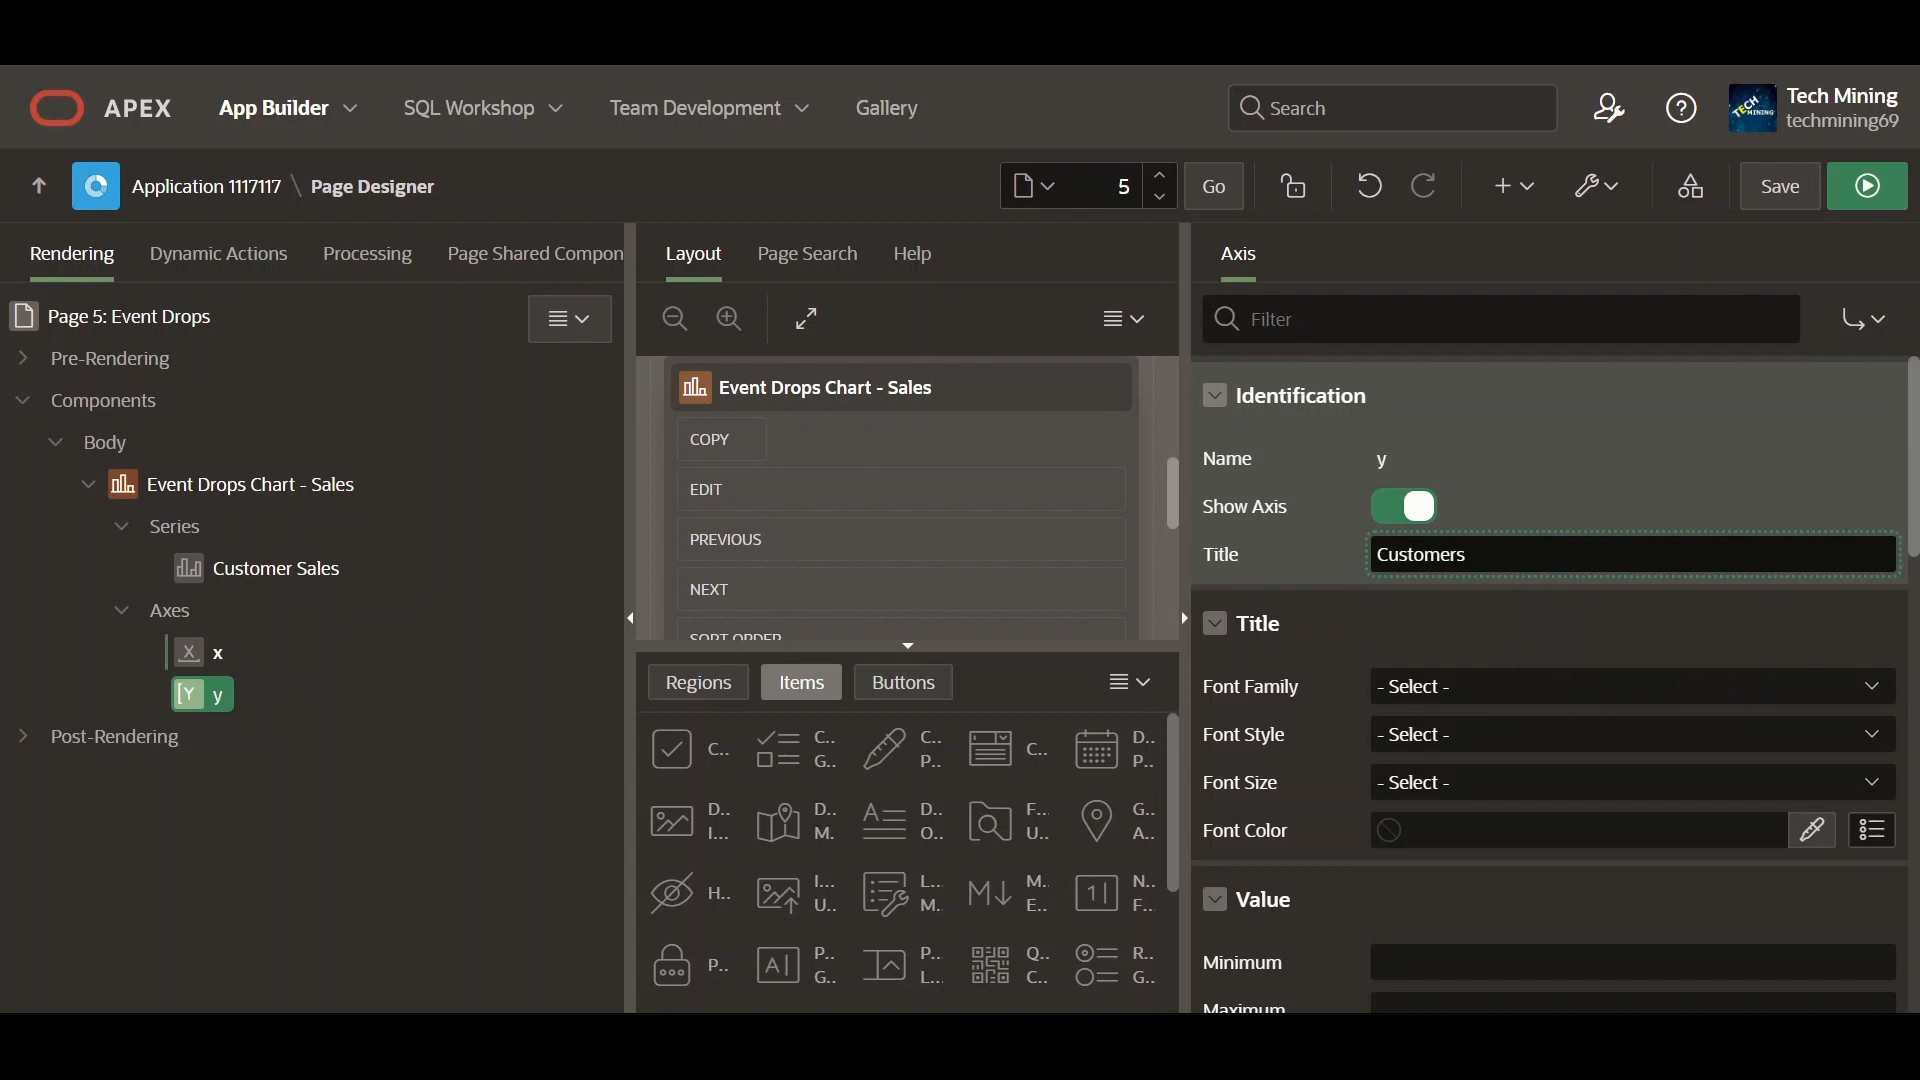 APEX App Builder SQL Workshop Team Development Gallery Search Tech Mining
techmining69
Application 1117117 \ Page Designer 5 Go Save
Rendering Dynamic Actions Processing Page Shared Compon
Page 5: Event Drops
Pre-Rendering
Components
Body
Event Drops Chart - Sales
Series
Customer Sales
Axes
X x
[Y y
Post-Rendering
Layout Page Search Help
Event Drops Chart - Sales
COPY
EDIT
PREVIOUS
NEXT
SORT ORDER
Regions Items Buttons
C.. C.. G.. C.. P.. C.. D.. P..
D.. I... D.. M. D.. O.. F... U.. G.. A..
H.. I... U.. L... M. M. E.. N.. F...
P.. P.. G.. P... L... Q.. C.. R.. G..
Axis
Filter
Identification
Name y
Show Axis
Title Customers
Title
Font Family - Select -
Font Style - Select -
Font Size - Select -
Font Color
Value
Minimum
Maximum